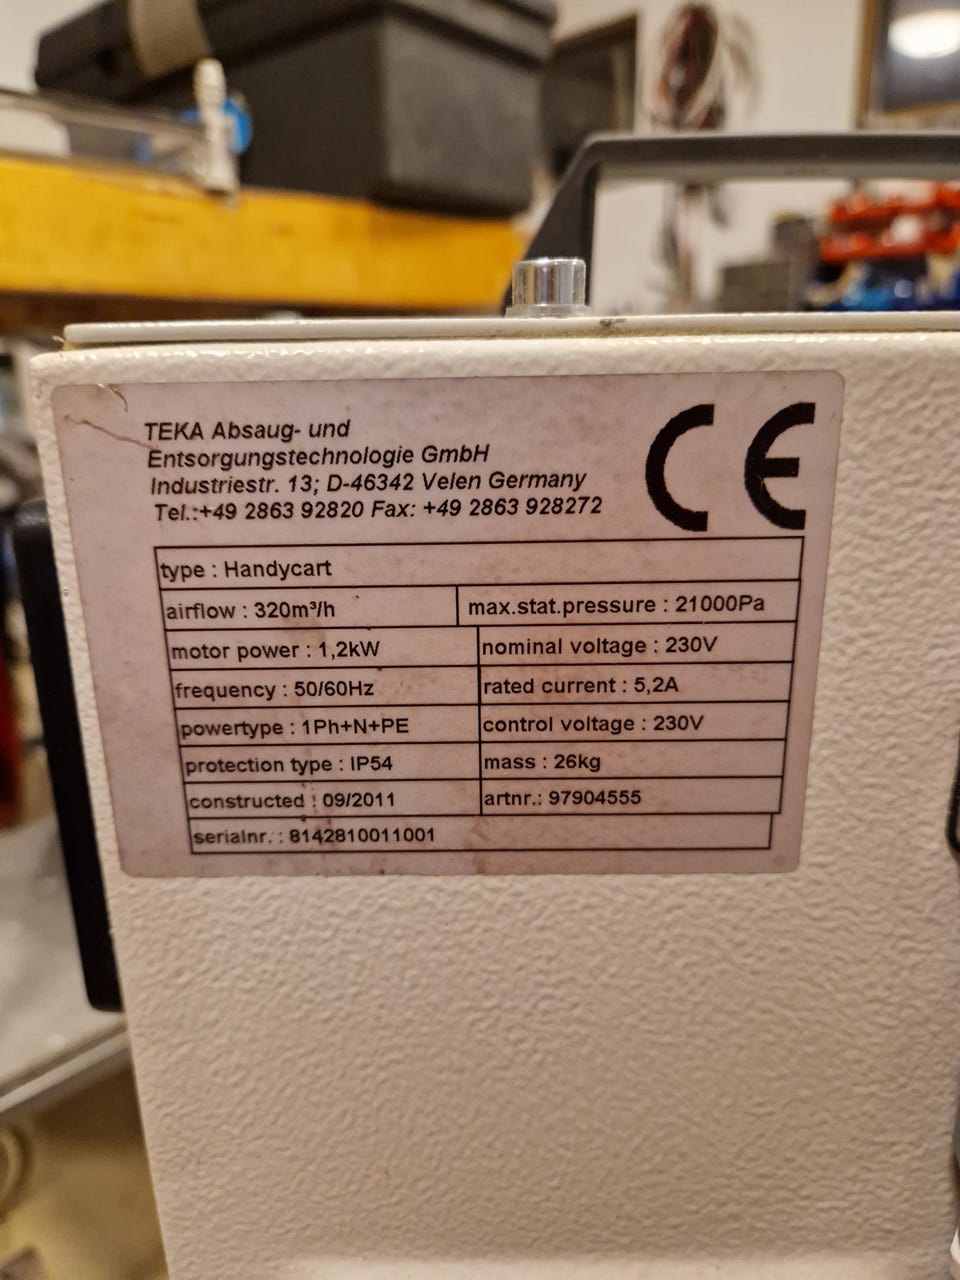 TEKA Absaug- und
Entsorgungstechnologie GmbH
Industriestr. 13; D-46342 Velen Germany
Tel.:+49 2863 92820 Fax: +49 2863 928272
CE
type : Handycart
airflow : 320m³/h max.stat.pressure : 21000Pa
motor power : 1,2kW nominal voltage : 230V
frequency : 50/60Hz rated current : 5,2A
powertype : 1Ph+N+PE control voltage : 230V
protection type : IP54 mass : 26kg
constructed : 09/2011 artnr.: 97904555
serialnr. : 8142810011001